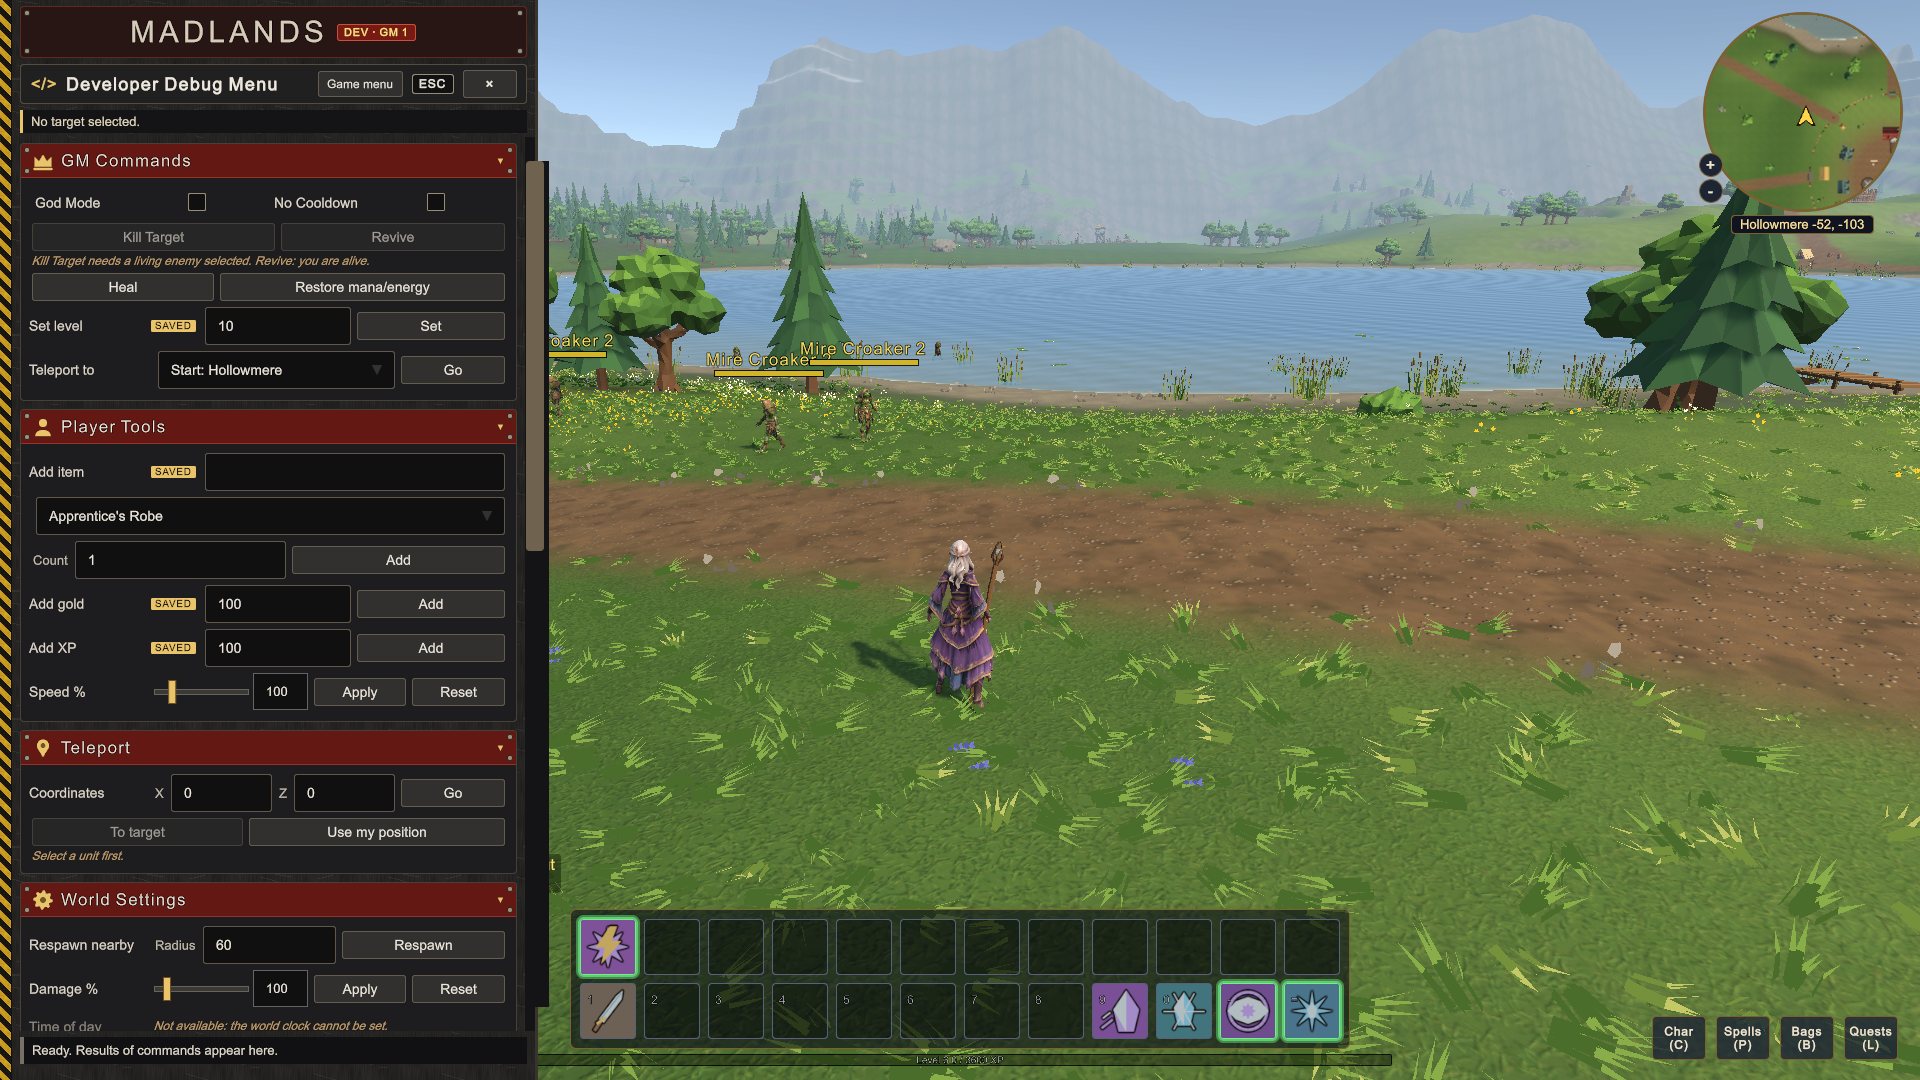 MADLANDS DEV · GM 1
</> Developer Debug Menu Game menu ESC ×
No target selected.
GM Commands
God Mode No Cooldown
Kill Target Revive
Kill Target needs a living enemy selected. Revive: you are alive.
Heal Restore mana/energy
Set level SAVED 10 Set
Teleport to Start: Hollowmere Go
Player Tools
Add item SAVED
Apprentice's Robe
Count 1 Add
Add gold SAVED 100 Add
Add XP SAVED 100 Add
Speed % 100 Apply Reset
Teleport
Coordinates X 0 Z 0 Go
To target Use my position
Select a unit first.
World Settings
Respawn nearby Radius 60 Respawn
Damage % 100 Apply Reset
Time of day Not available: the world clock cannot be set.
Ready. Results of commands appear here.
oaker 2
Mire Croaker 2
Mire Croaker 2
+
-
Hollowmere -52, -103
1 2 3 4 5 6 7 8 9 0 - =
Char (C)
Spells (P)
Bags (B)
Quests (L)